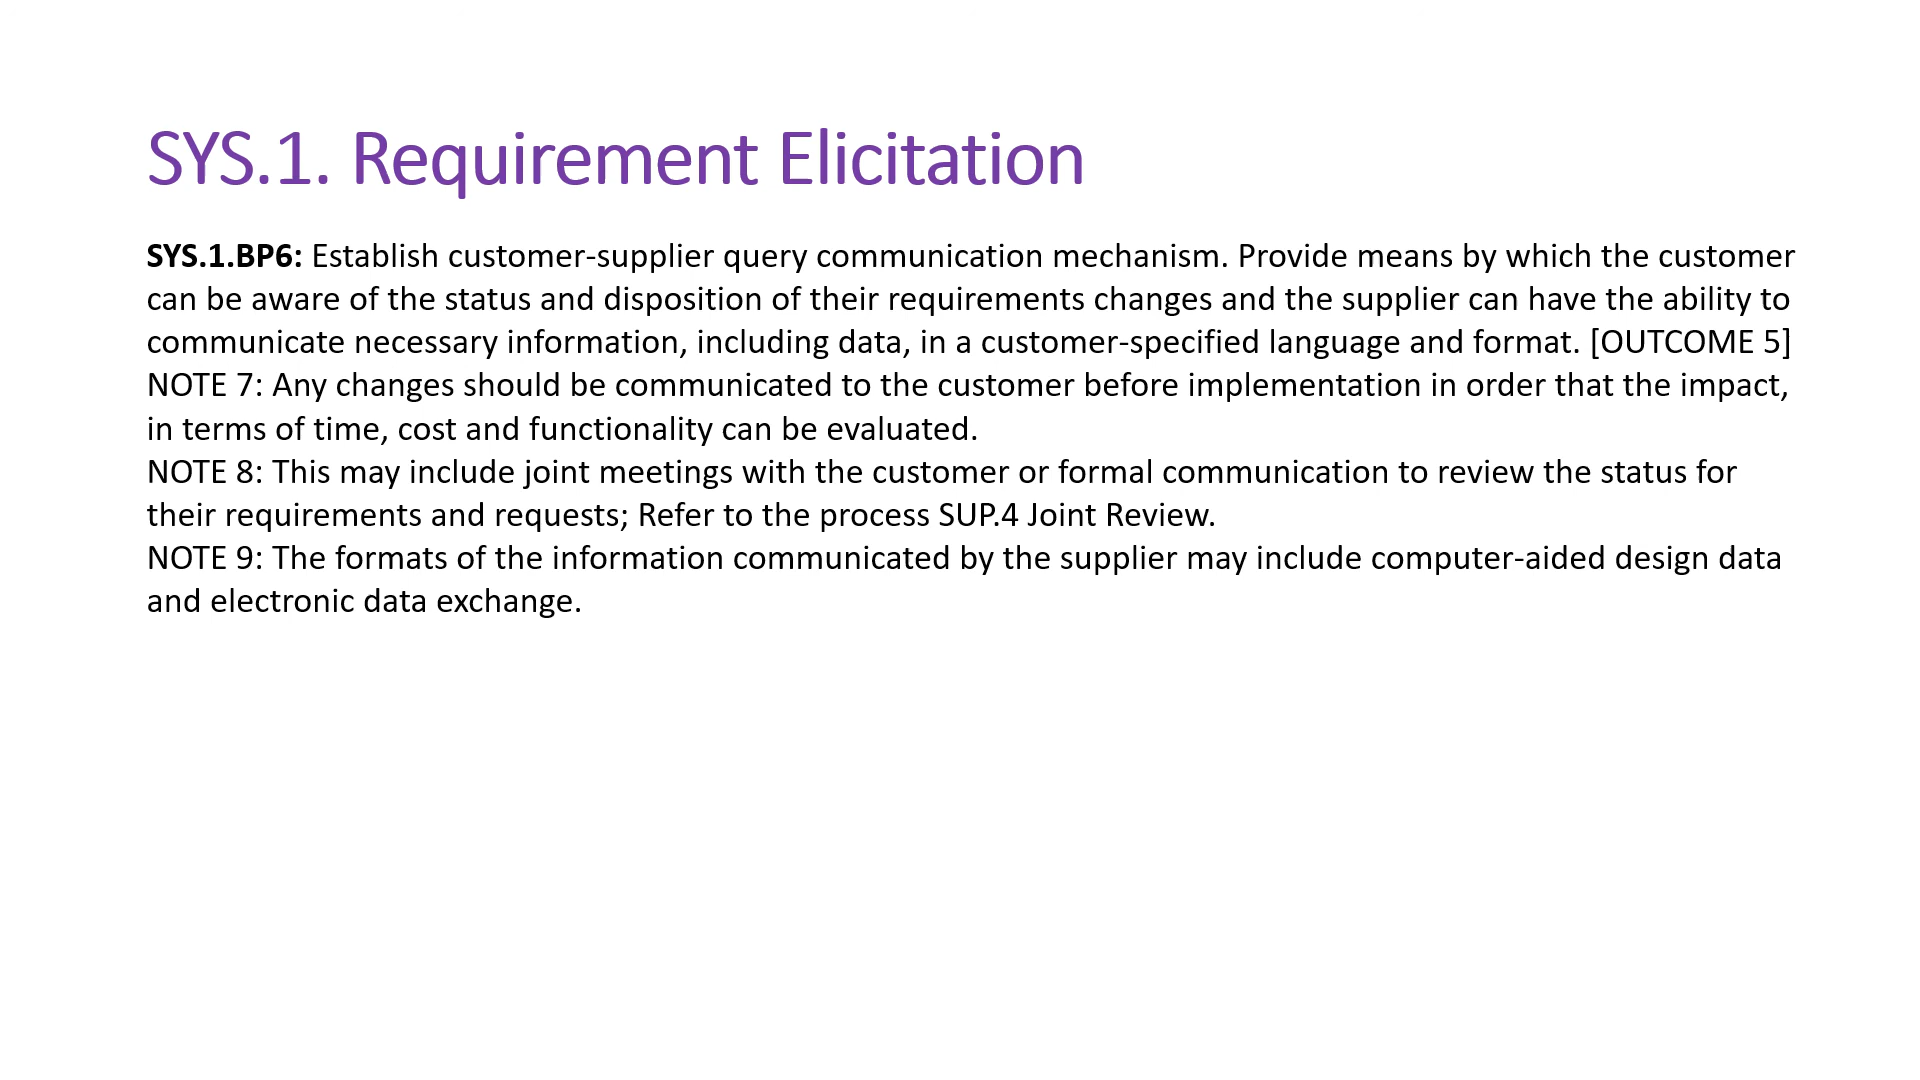 SYS.1. Requirement Elicitation
SYS.1.BP6: Establish customer-supplier query communication mechanism. Provide means by which the customer
can be aware of the status and disposition of their requirements changes and the supplier can have the ability to
communicate necessary information, including data, in a customer-specified language and format. [OUTCOME 5]
NOTE 7: Any changes should be communicated to the customer before implementation in order that the impact,
in terms of time, cost and functionality can be evaluated.
NOTE 8: This may include joint meetings with the customer or formal communication to review the status for
their requirements and requests; Refer to the process SUP.4 Joint Review.
NOTE 9: The formats of the information communicated by the supplier may include computer-aided design data
and electronic data exchange.